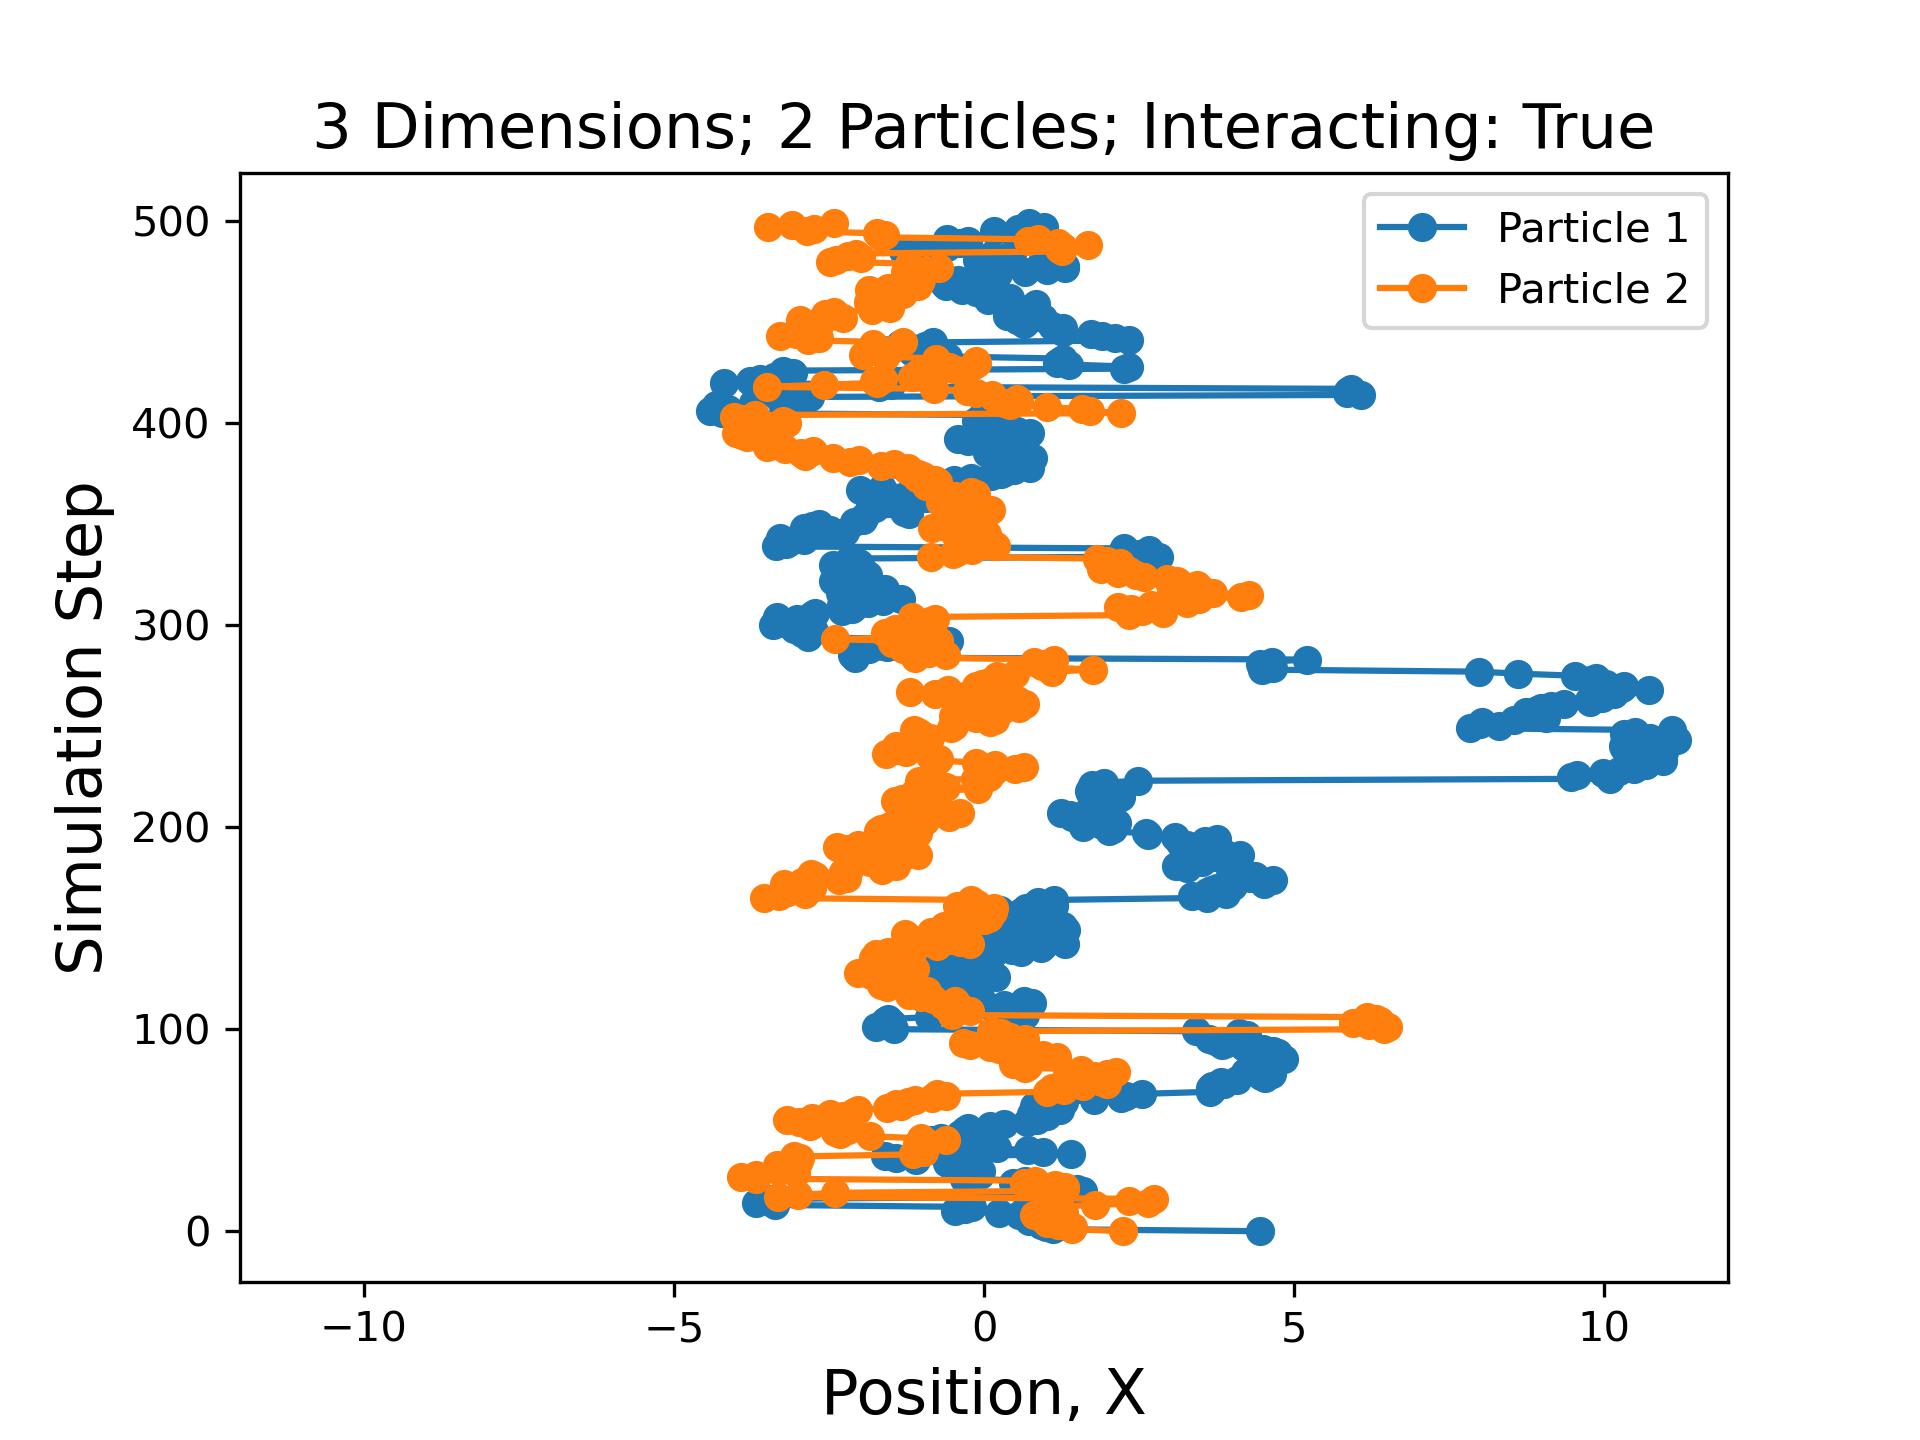 3 Dimensions; 2 Particles; Interacting: True
Particle 1
Particle 2
Simulation Step
500
400
300
200
100
0
−10
−5
0
5
10
Position, X